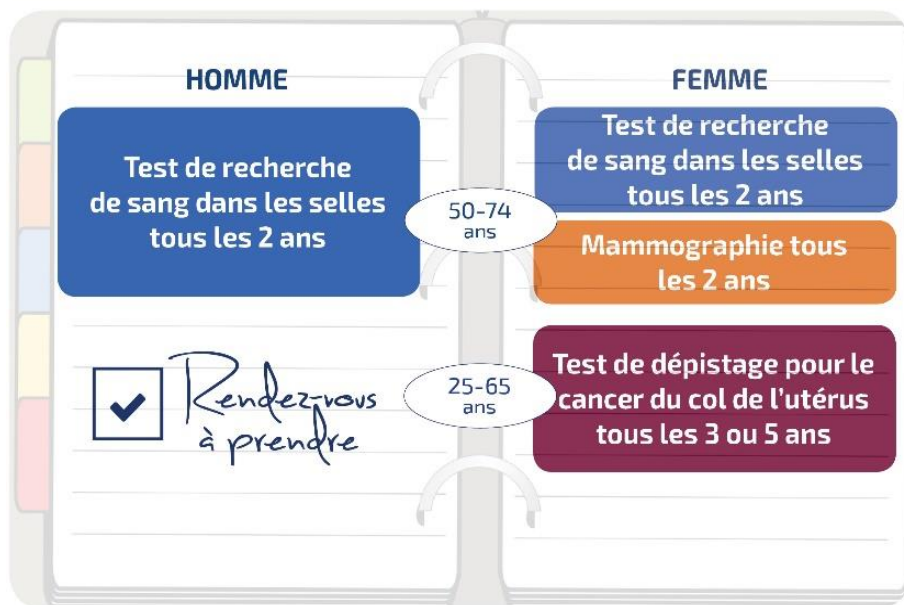 HOMME
Test de recherche
de sang dans les selles
tous les 2 ans
50-74
ans
Rendez-vous
à prendre
FEMME
Test de recherche
de sang dans les selles
tous les 2 ans
Mammographie tous
les 2 ans
25-65
ans
Test de dépistage pour le
cancer du col de l'utérus
tous les 3 ou 5 ans